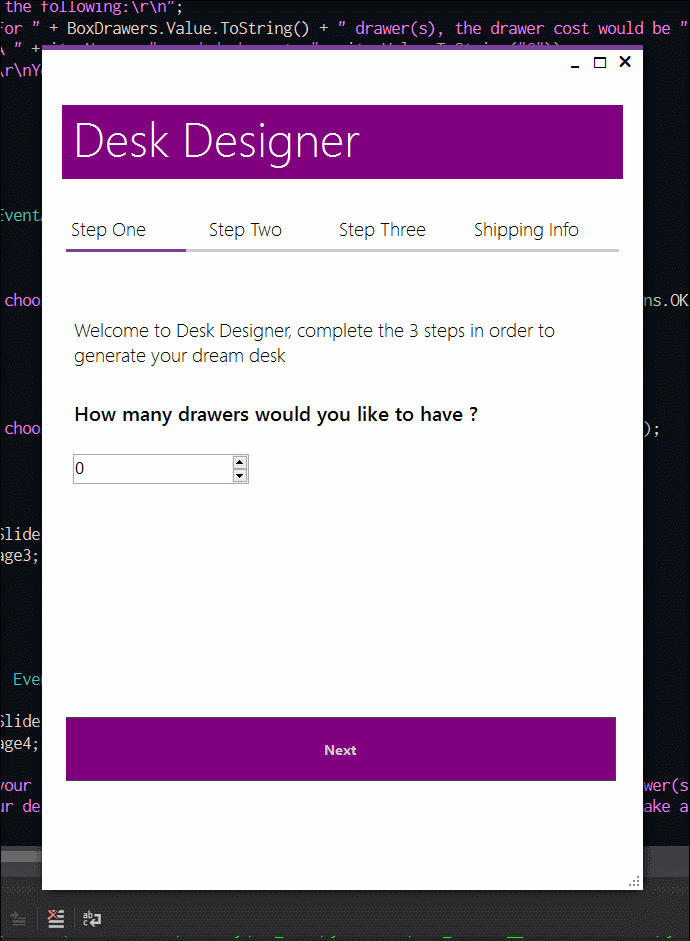 the following:\r\n";
or " + BoxDrawers.Value.ToString() + " drawer(s), the drawer cost would be "
\r\nY
Desk Designer
Event
Step One Step Two Step Three Shipping Info
choo ns.OK
Welcome to Desk Designer, complete the 3 steps in order to
generate your dream desk
How many drawers would you like to have ?
choo );
0
Slide
age3;
Eve
Slide
Next
age4;
your wer(s
ur de ake a